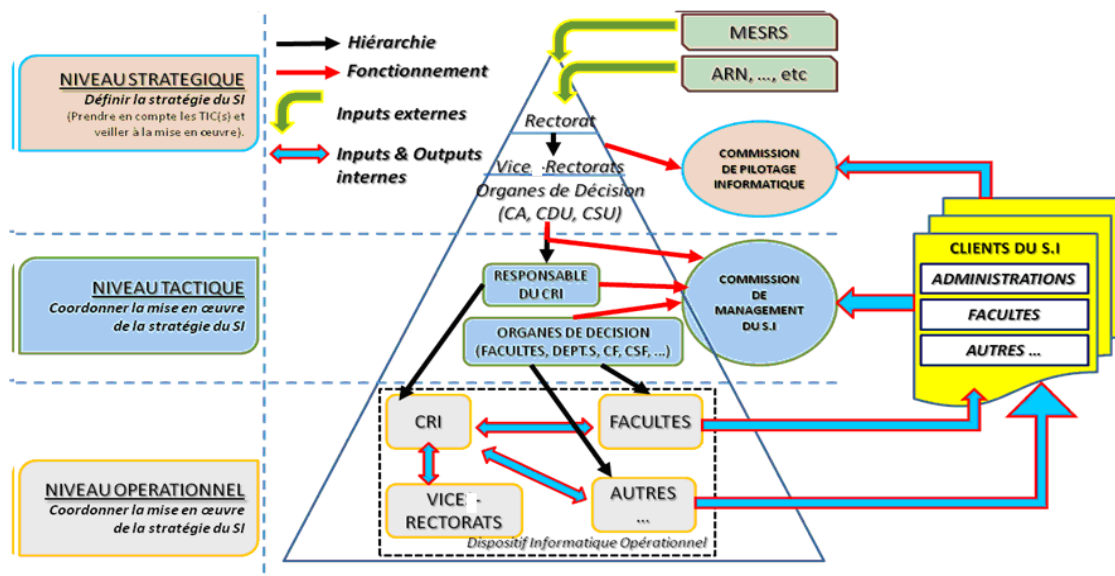 NIVEAU STRATEGIQUE
Définir la stratégie du SI
(Prendre en compte les TIC(s) et
veiller à la mise en œuvre).
Hiérarchie
Fonctionnement
Inputs externes
Inputs & Outputs
internes
MESRS
ARN, ..., etc
Rectorat
Vice -Rectorats
Organes de Décision
(CA, CDU, CSU)
COMMISSION
DE PILOTAGE
INFORMATIQUE
NIVEAU TACTIQUE
Coordonner la mise en œuvre
de la stratégie du SI
RESPONSABLE
DU CRI
ORGANES DE DECISION
(FACULTES, DEPT.S, CF, CSF, ...)
COMMISSION
DE
MANAGEMENT
DU S.I
CLIENTS DU S.I
ADMINISTRATIONS
FACULTES
AUTRES ...
NIVEAU OPERATIONNEL
Coordonner la mise en œuvre
de la stratégie du SI
CRI
FACULTES
VICE -
RECTORATS
AUTRES
...
Dispositif Informatique Opérationnel